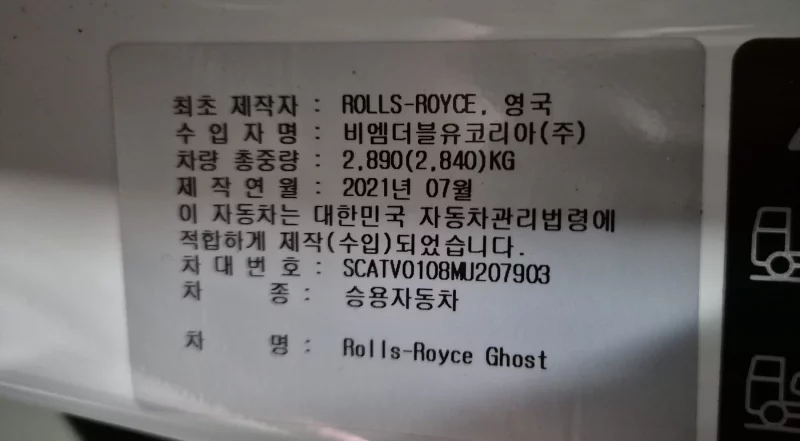 최초 제작자 : ROLLS-ROYCE, 영국
수 입 자 명 : 비엠더블유코리아(주)
차량 총중량 : 2,890(2,840)KG
제 작 연 월 : 2021년 07월
이 자동차는 대한민국 자동차관리법령에
적합하게 제작(수입)되었습니다.
차 대 번 호 : SCATV0108MU207903
차 종 : 승용자동차
차 명 : Rolls-Royce Ghost